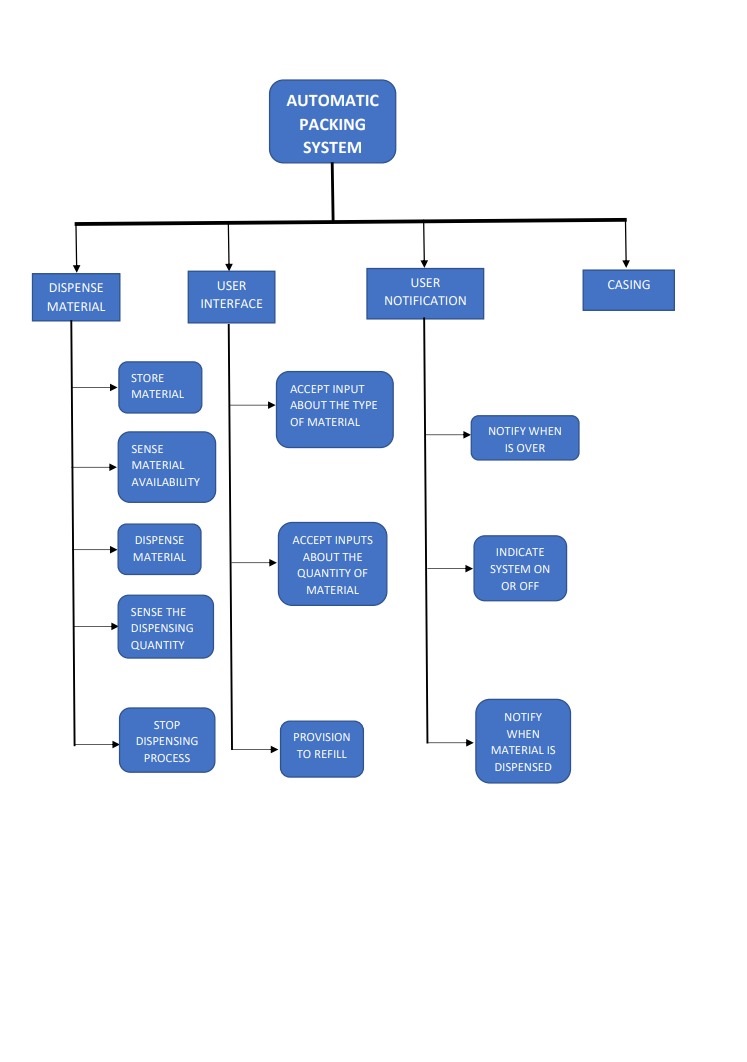 AUTOMATIC
PACKING
SYSTEM
DISPENSE
MATERIAL
USER
INTERFACE
USER
NOTIFICATION
CASING
STORE
MATERIAL
SENSE
MATERIAL
AVAILABILITY
DISPENSE
MATERIAL
SENSE THE
DISPENSING
QUANTITY
STOP
DISPENSING
PROCESS
ACCEPT INPUT
ABOUT THE TYPE
OF MATERIAL
ACCEPT INPUTS
ABOUT THE
QUANTITY OF
MATERIAL
PROVISION
TO REFILL
NOTIFY WHEN
IS OVER
INDICATE
SYSTEM ON
OR OFF
NOTIFY
WHEN
MATERIAL IS
DISPENSED